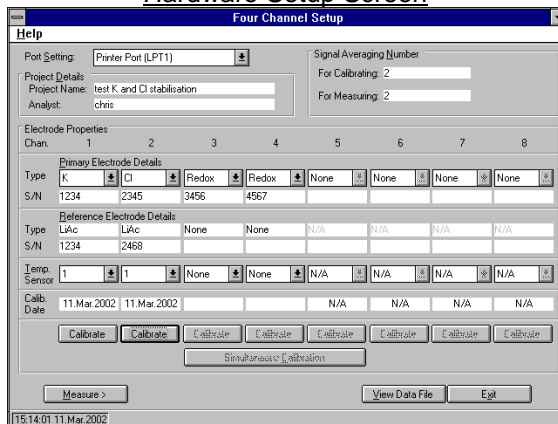 Hardware Setup Screen
Four Channel Setup
Help
Port Setting: Printer Port (LPT1)
Signal Averaging Number
For Calibrating: 2
For Measuring: 2
Project Details
Project Name: test K and Cl stabilisation
Analyst: chris
Electrode Properties
Chan. 1 2 3 4 5 6 7 8
Primary Electrode Details
Type K Cl Redox Redox None None None None
S/N 1234 2345 3456 4567
Reference Electrode Details
Type LiAc LiAc None None N/A N/A N/A N/A
S/N 1234 2468
Temp. Sensor 1 1 None None N/A N/A N/A N/A
Calib. Date 11.Mar.2002 11.Mar.2002 N/A N/A N/A N/A
Calibrate Calibrate Calibrate Calibrate Calibrate Calibrate Calibrate Calibrate
Simultaneous Calibration
Measure > View Data File Exit
15:14:01 11.Mar.2002